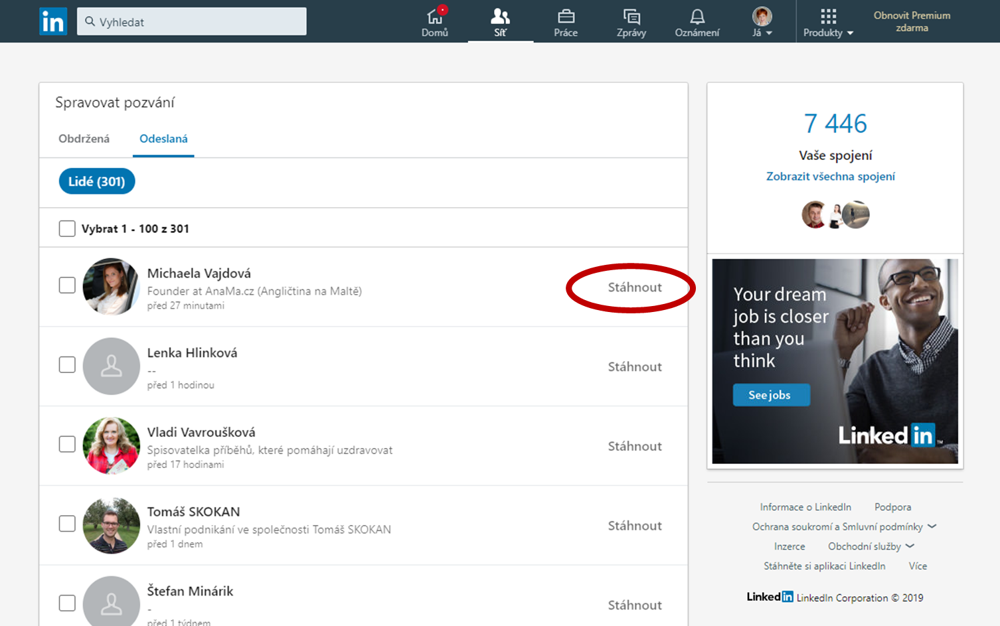 in
Vyhledat
Domů
Síť
Práce
Zprávy
Oznámení
Já
Produkty
Obnovit Premium
zdarma
Spravovat pozvání
Obdržená
Odeslaná
Lidé (301)
Vybrat 1 - 100 z 301
Michaela Vajdová
Founder at AnaMa.cz (Angličtina na Maltě)
před 27 minutami
Stáhnout
Lenka Hlinková
--
před 1 hodinou
Stáhnout
Vladi Vavroušková
Spisovatelka příběhů, které pomáhají uzdravovat
před 17 hodinami
Stáhnout
Tomáš SKOKAN
Vlastní podnikání ve společnosti Tomáš SKOKAN
před 1 dnem
Stáhnout
Štefan Minárik
-
před 1 týdnem
Stáhnout
7 446
Vaše spojení
Zobrazit všechna spojení
Your dream
job is closer
than you
think
See jobs
Linked in ™
Informace o LinkedIn
Podpora
Ochrana soukromí a Smluvní podmínky
Inzerce
Obchodní služby
Stáhněte si aplikaci LinkedIn
Více
Linked in LinkedIn Corporation © 2019